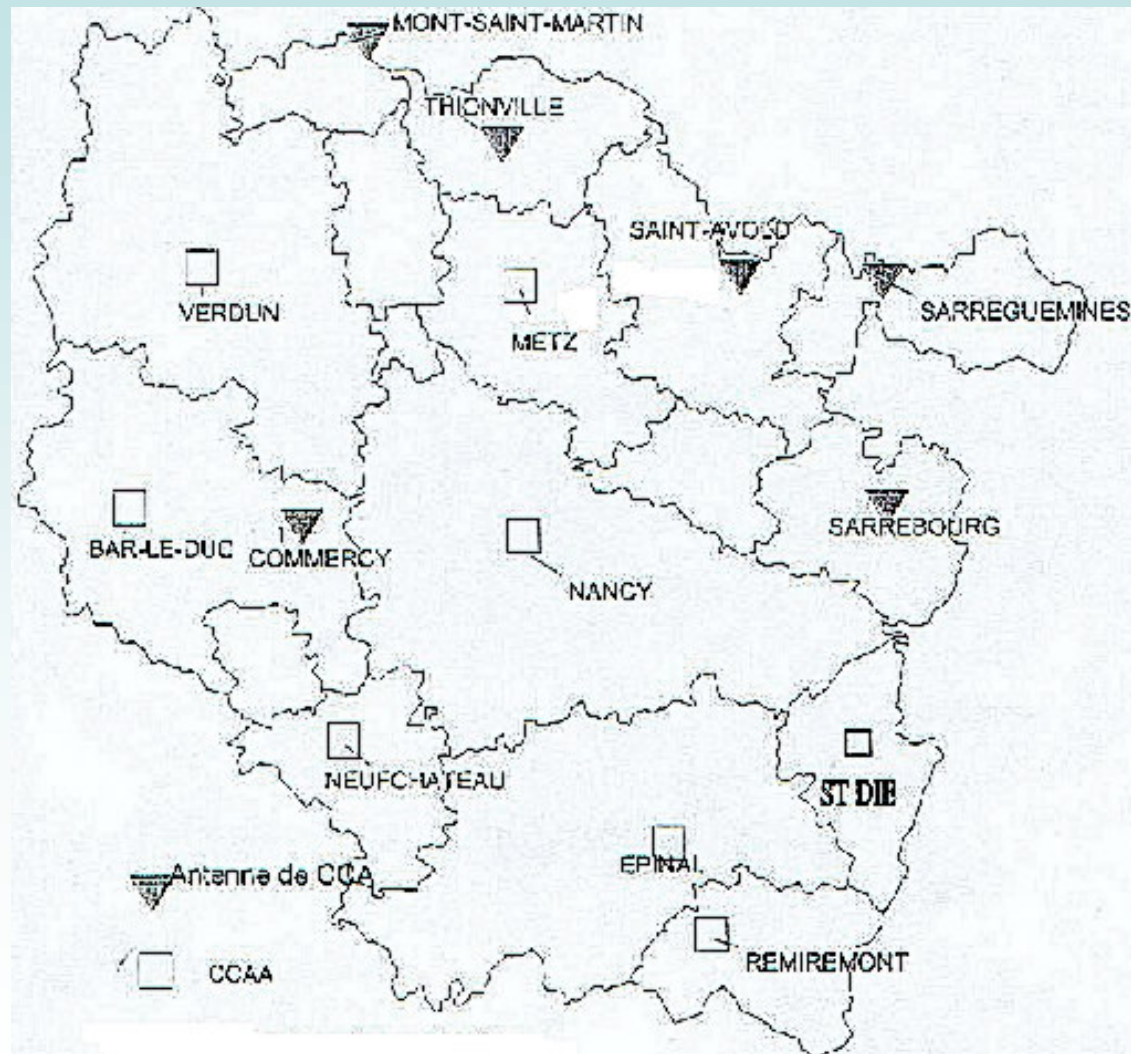 MONT-SAINT-MARTIN
THIONVILLE
SAINT-AVOLD
VERDUN
SARREGUEMINES
METZ
BAR-LE-DUC
COMMERCY
SARREBOURG
NANCY
NEUFCHATEAU
ST DIE
EPINAL
Antenne de CCA
REMIREMONT
CCAA